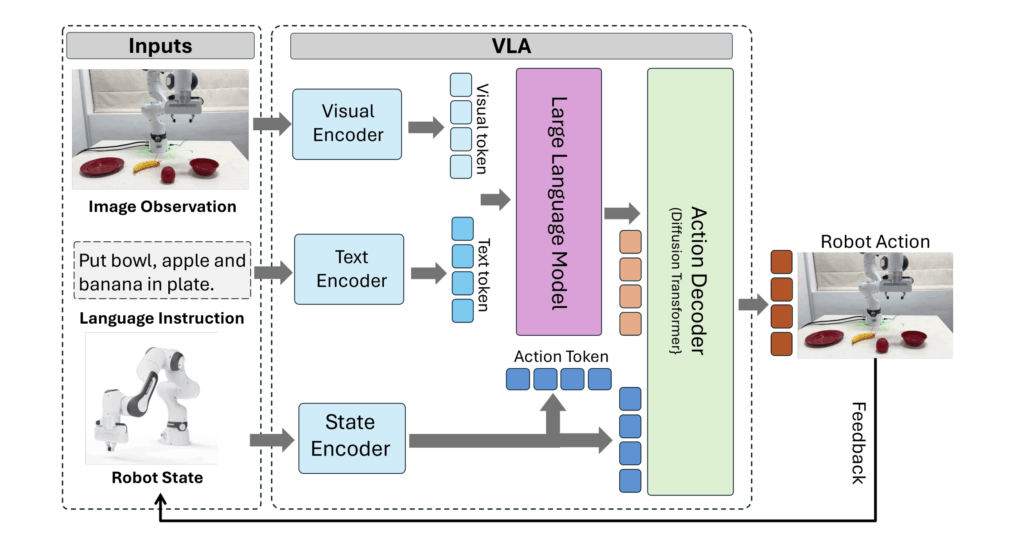 Inputs
VLA
Image Observation
Put bowl, apple and
banana in plate.
Language Instruction
Robot State
Visual
Encoder
Visual token
Text
Encoder
Text token
Large Language Model
Action Token
State
Encoder
Action Decoder
(Diffusion Transformer}
Robot Action
Feedback